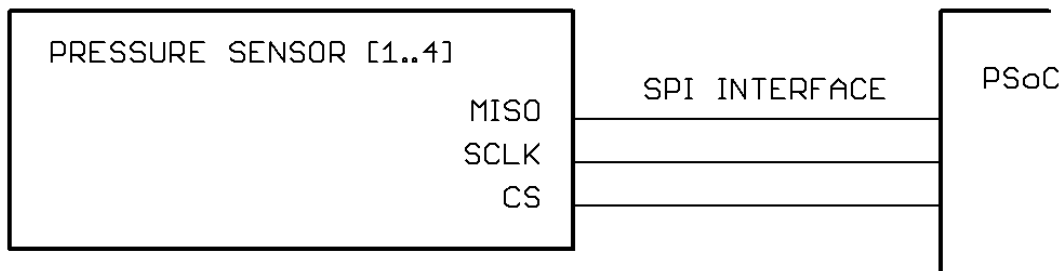 PRESSURE SENSOR [1..4]
SPI INTERFACE
PSoC
MISO
SCLK
CS